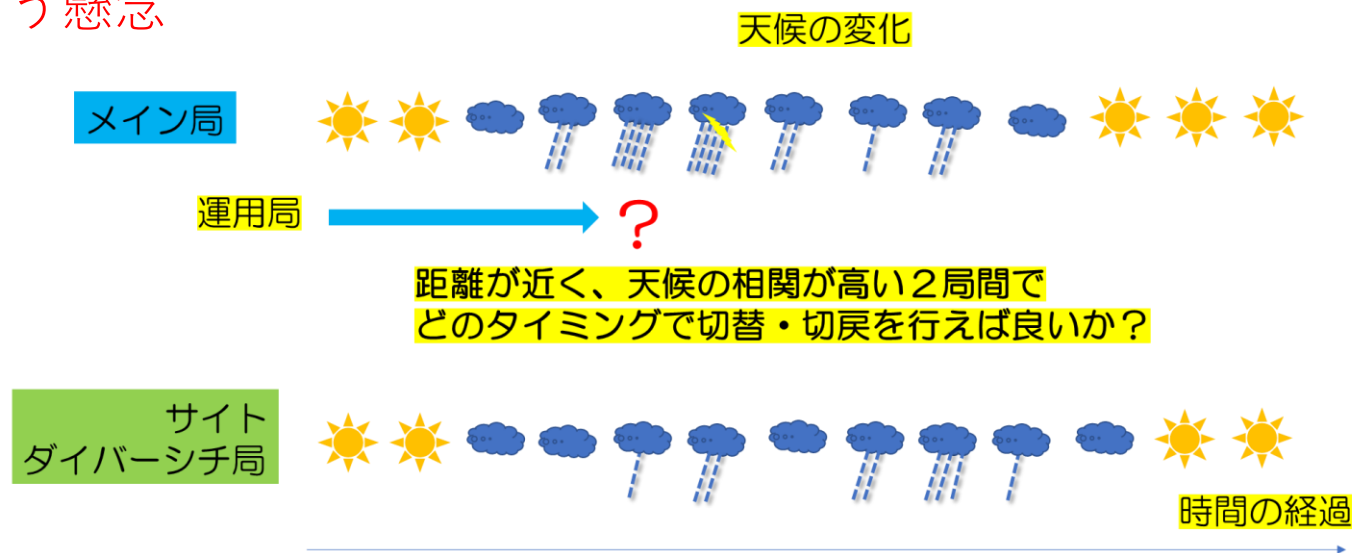 う懸念
天候の変化
メイン局
運用局
?
距離が近く、天候の相関が高い２局間で
どのタイミングで切替・切戻を行えば良いか？
サイト
ダイバーシチ局
時間の経過